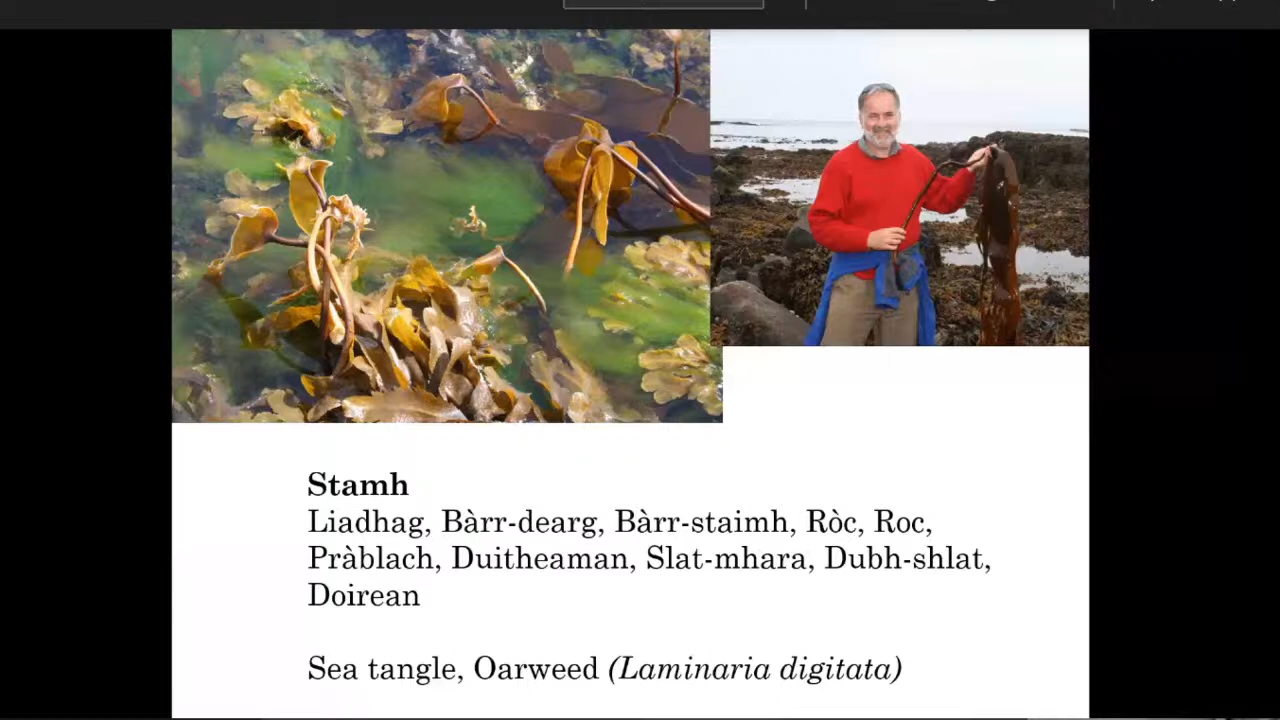 Stamh
Liadhag, Bàrr-dearg, Bàrr-staimh, Ròc, Roc,
Pràblach, Duitheaman, Slat-mhara, Dubh-shlat,
Doirean
Sea tangle, Oarweed (Laminaria digitata)